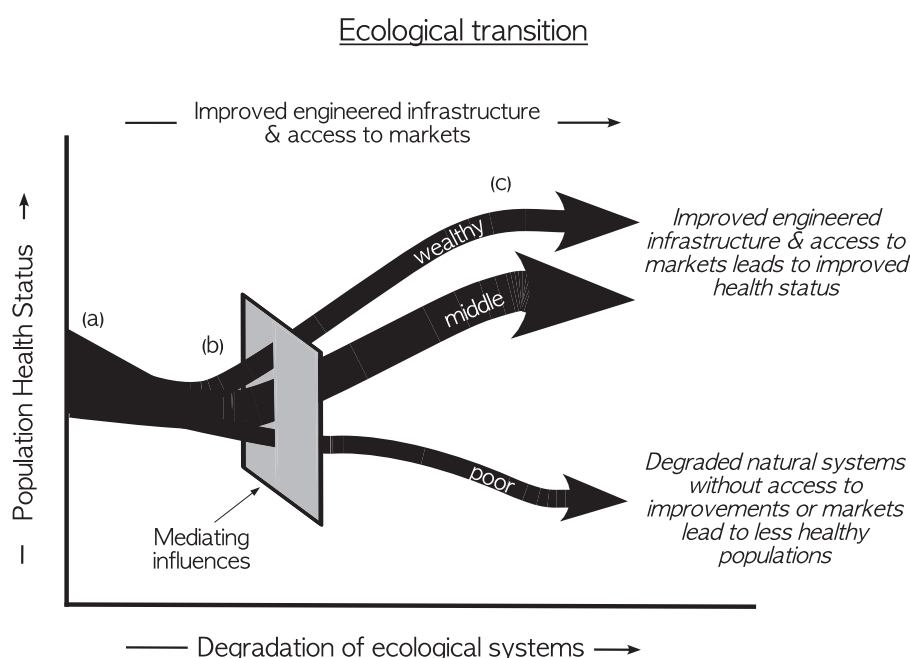 Ecological transition
Improved engineered infrastructure
& access to markets
(c)
wealthy
Improved engineered
infrastructure & access to
markets leads to improved
health status
middle
(a)
(b)
Population Health Status
poor
Degraded natural systems
without access to
improvements or markets
lead to less healthy
populations
Mediating
influences
Degradation of ecological systems